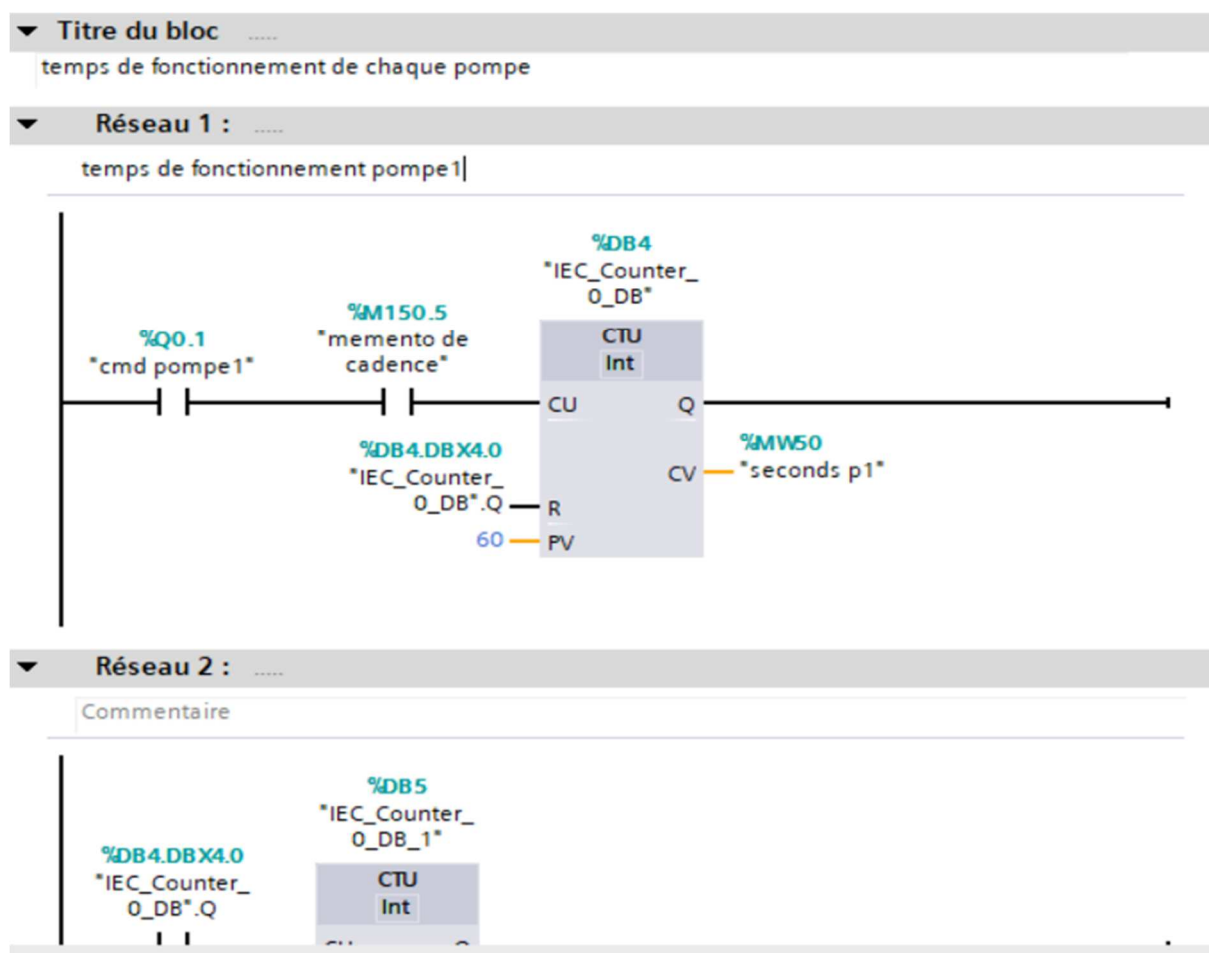 Titre du bloc .....
temps de fonctionnement de chaque pompe
Réseau 1 : .....
temps de fonctionnement pompe1
%DB4
"IEC_Counter_
0_DB"
%M150.5
"memento de
cadence"
%Q0.1
"cmd pompe1"
CTU
Int
CU Q
%DB4.DBX4.0
"IEC_Counter_
0_DB".Q
R
%MW50
CV "seconds p1"
60 PV
Réseau 2 : .....
Commentaire
%DB5
"IEC_Counter_
0_DB_1"
%DB4.DBX4.0
"IEC_Counter_
0_DB".Q
CTU
Int